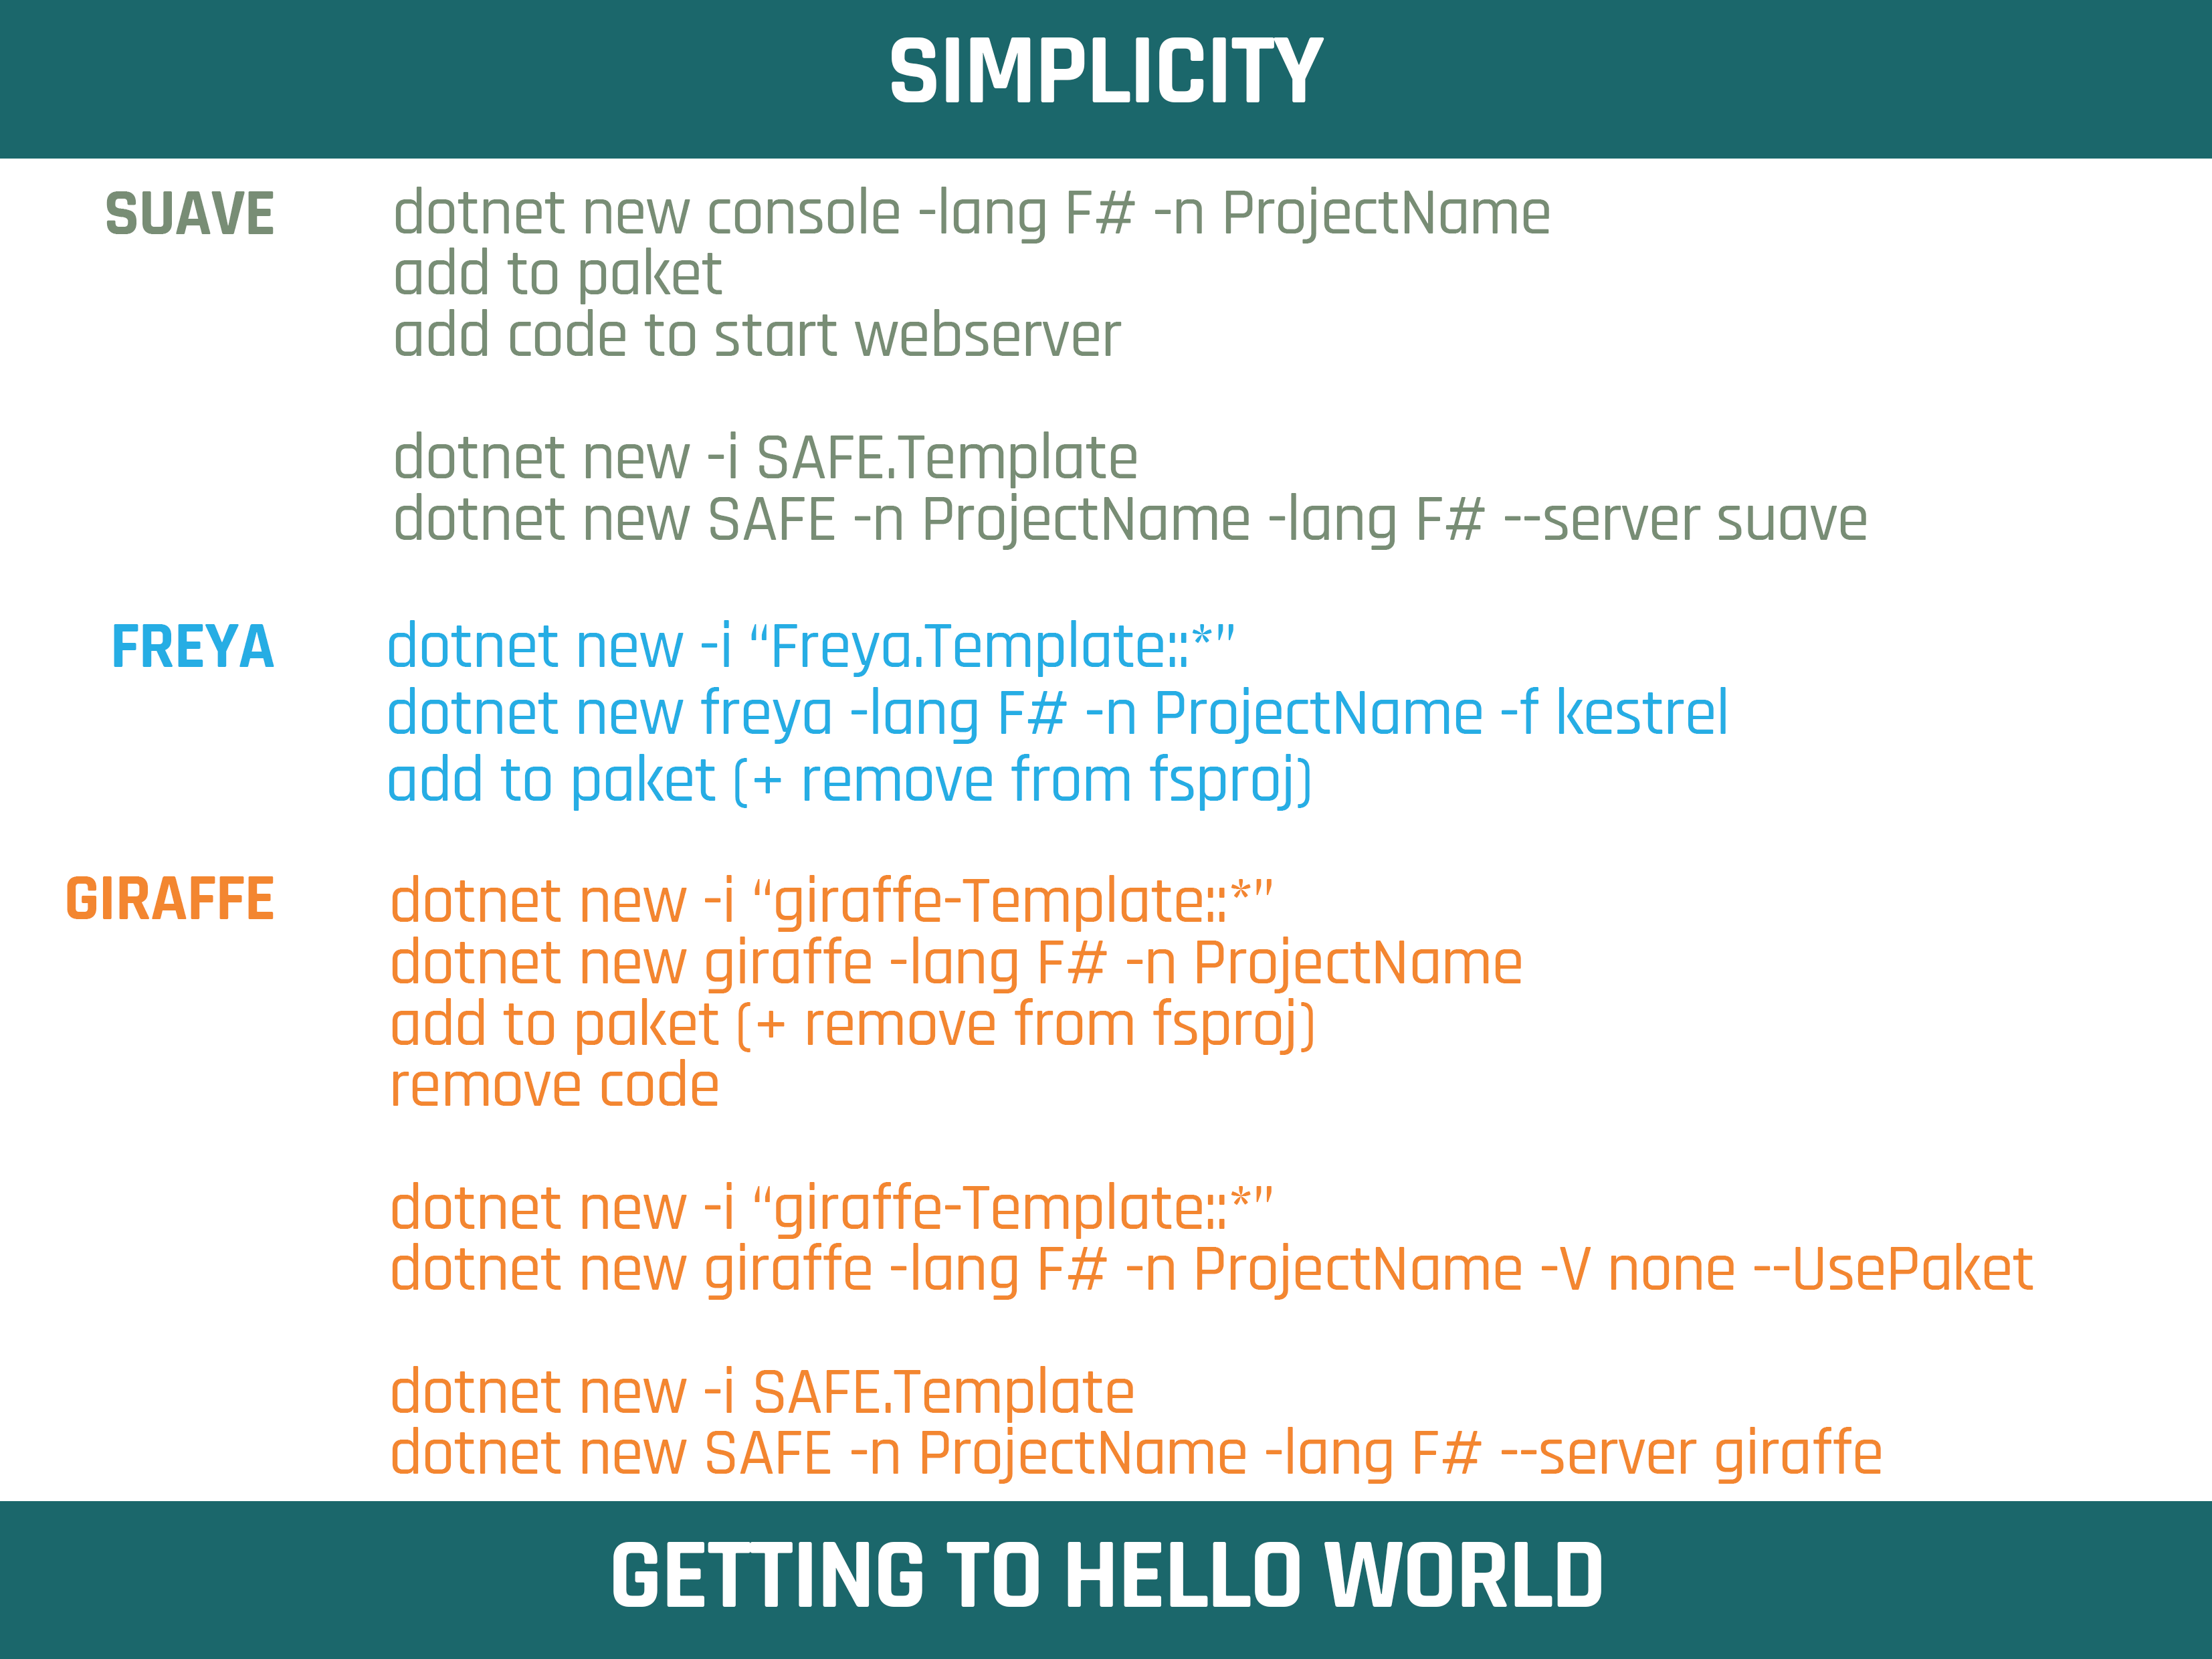 SIMPLICITY
SUAVE dotnet new console -lang F# -n ProjectName
add to paket
add code to start webserver
dotnet new -i SAFE.Template
dotnet new SAFE -n ProjectName -lang F# --server suave
FREYA dotnet new -i “Freya.Template::*”
dotnet new freya -lang F# -n ProjectName -f kestrel
add to paket (+ remove from fsproj)
GIRAFFE dotnet new -i “giraffe-Template::*”
dotnet new giraffe -lang F# -n ProjectName
add to paket (+ remove from fsproj)
remove code
dotnet new -i “giraffe-Template::*”
dotnet new giraffe -lang F# -n ProjectName -V none --UsePaket
dotnet new -i SAFE.Template
dotnet new SAFE -n ProjectName -lang F# --server giraffe
GETTING TO HELLO WORLD